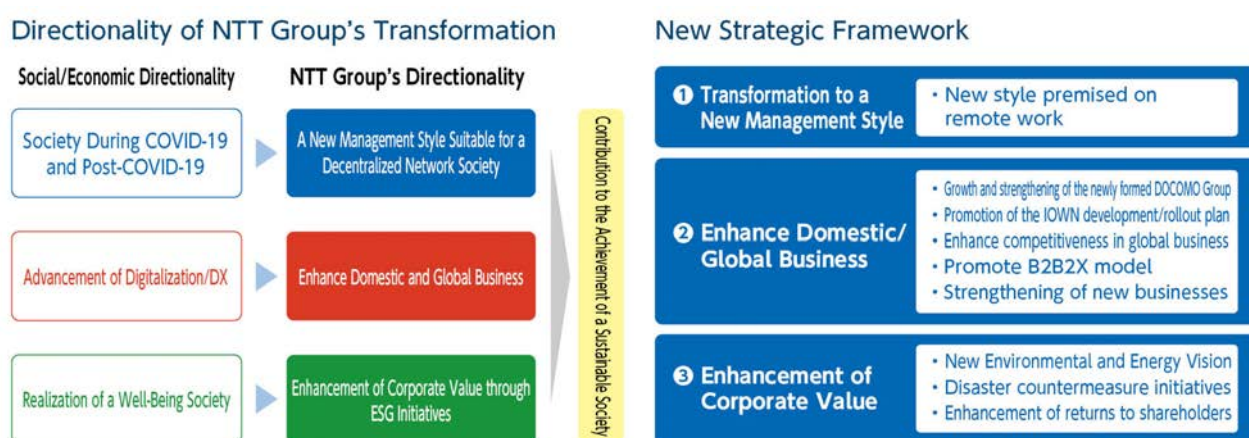 Directionality of NTT Group's Transformation
Social/Economic Directionality
NTT Group's Directionality
Society During COVID-19
and Post-COVID-19
A New Management Style Suitable for a
Decentralized Network Society
Advancement of Digitalization/DX
Enhance Domestic and Global Business
Realization of a Well-Being Society
Enhancement of Corporate Value through
ESG Initiatives
Contribution to the Achievement of a Sustainable Society
New Strategic Framework
❶ Transformation to a
New Management Style
• New style premised on
remote work
❷ Enhance Domestic/
Global Business
• Growth and strengthening of the newly formed DOCOMO Group
• Promotion of the IOWN development/rollout plan
• Enhance competitiveness in global business
• Promote B2B2X model
• Strengthening of new businesses
❸ Enhancement of
Corporate Value
• New Environmental and Energy Vision
• Disaster countermeasure initiatives
• Enhancement of returns to shareholders